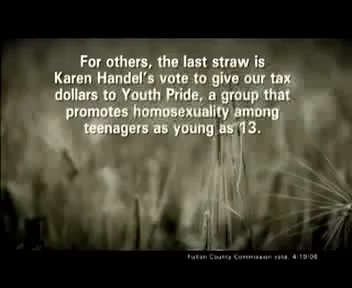 For others, the last straw is
Karen Handel's vote to give our tax
dollars to Youth Pride, a group that
promotes homosexuality among
teenagers as young as 13.
Fulton County Commission vote, 4/19/06